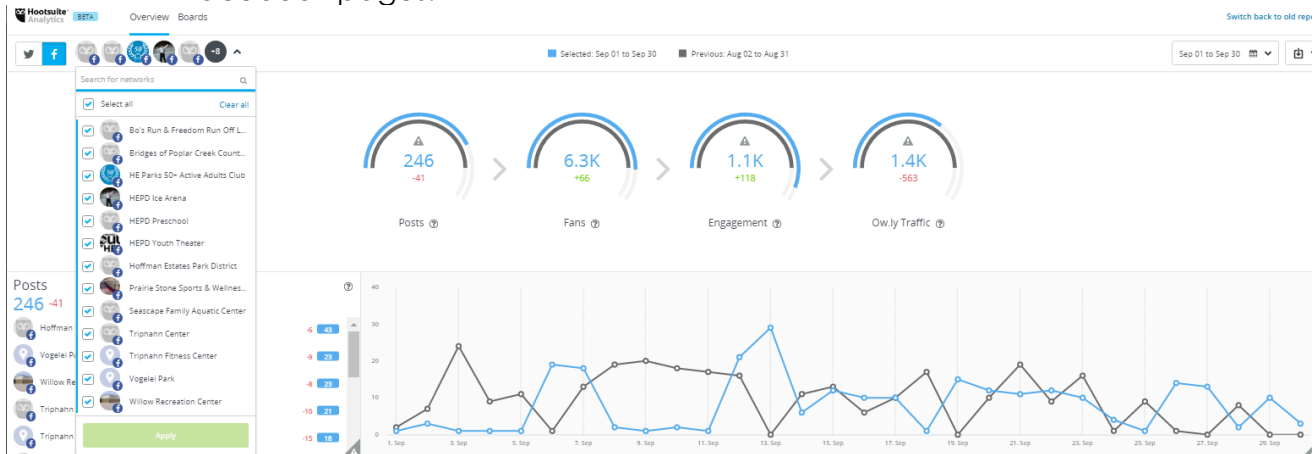 Hootsuite
Analytics BETA Overview Boards Switch back to old repo
+8 Selected: Sep 01 to Sep 30 Previous: Aug 02 to Aug 31 Sep 01 to Sep 30
Search for networks
Select all Clear all
Bo's Run & Freedom Run Off L...
Bridges of Poplar Creek Count...
HE Parks 50+ Active Adults Club
HEPD Ice Arena
HEPD Preschool
HEPD Youth Theater
Hoffman Estates Park District
Prairie Stone Sports & Wellnes...
Seascape Family Aquatic Center
Triphann Center
Triphann Fitness Center
Vogelei Park
Willow Recreation Center
Apply
246 6.3K 1.1K 1.4K
-41 +66 +118 -563
Posts Fans Engagement Ow.ly Traffic
Posts
246 -41
Hoffman -6 43
Vogelei Pa -9 23
Willow Re -8 23
Triphann -10 21
Triphann -15 18
40
30
20
10
0
1. Sep 3. Sep 5. Sep 7. Sep 9. Sep 11. Sep 13. Sep 15. Sep 17. Sep 19. Sep 21. Sep 23. Sep 25. Sep 27. Sep 29. Sep